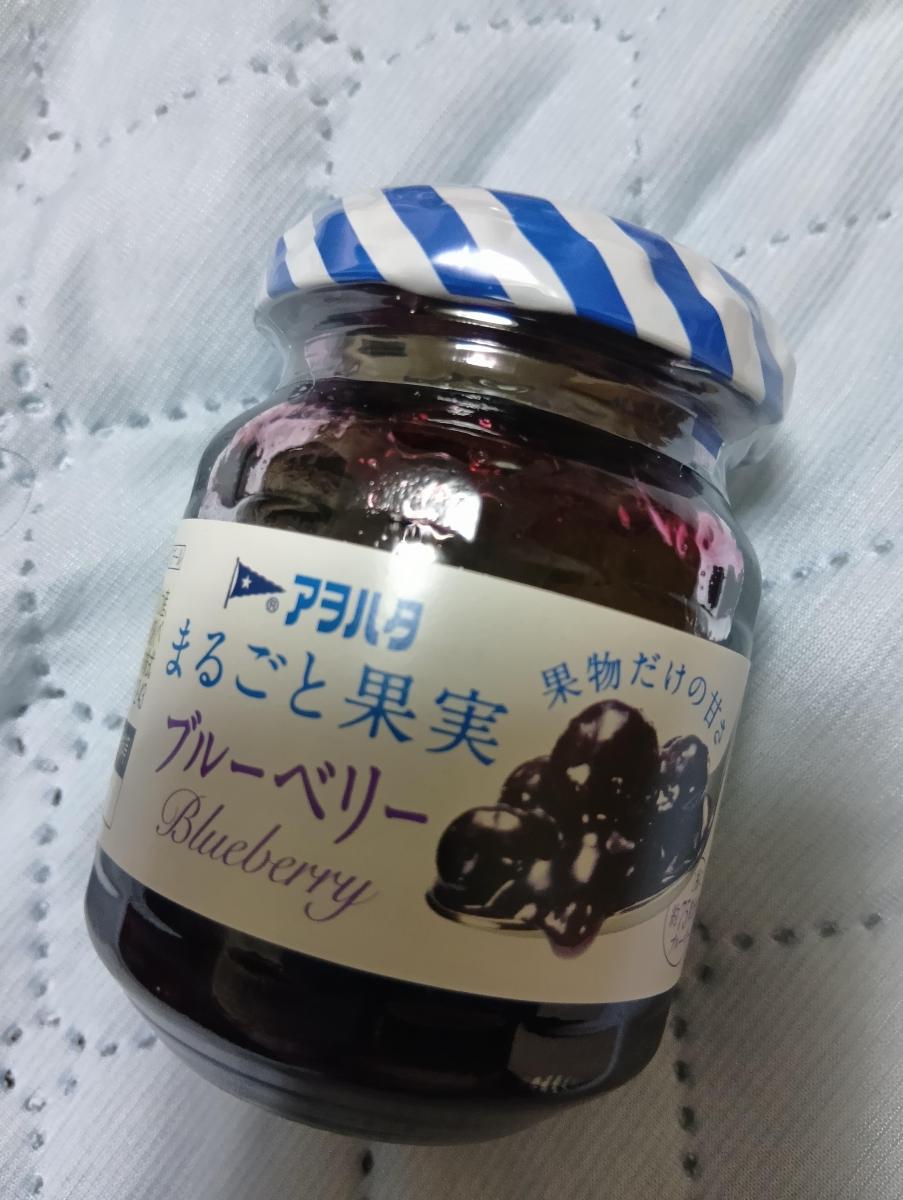 アヲハタ
®
まるごと果実
ブルーベリー
Blueberry
果物だけの甘さ